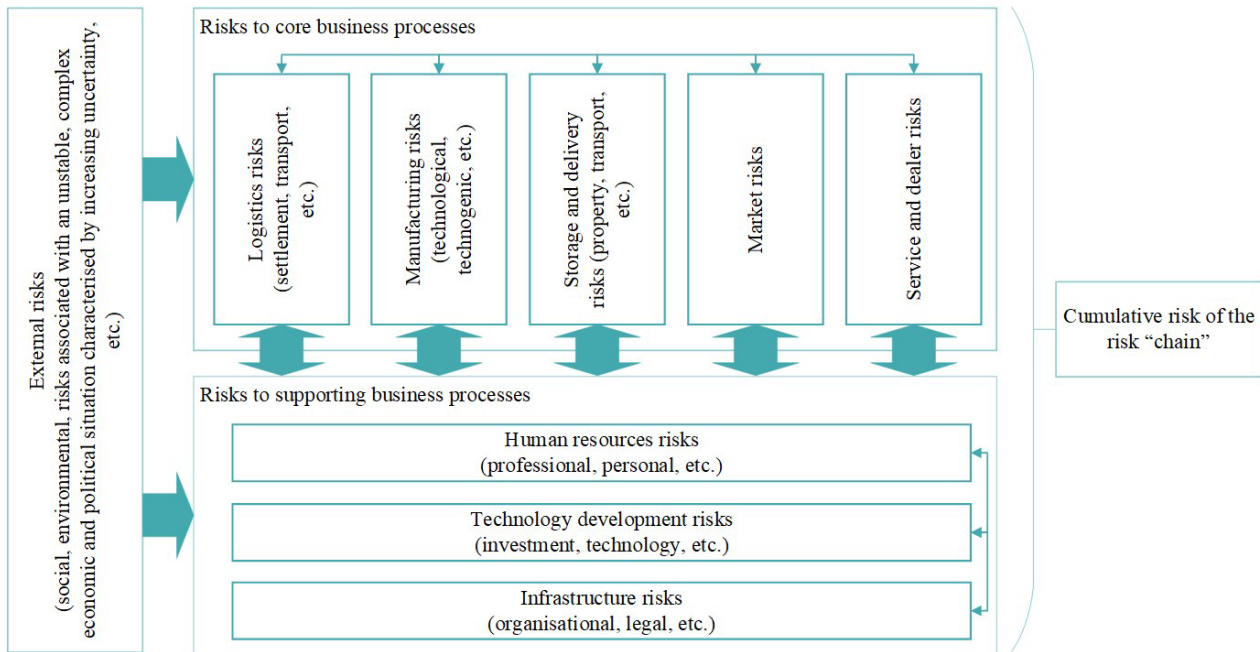 External risks
(social, environmental, risks associated with an unstable, complex
economic and political situation characterised by increasing uncertainty,
etc.)
Risks to core business processes
Logistics risks
(settlement, transport,
etc.)
Manufacturing risks
(technological,
technogenic, etc.)
Storage and delivery
risks (property, transport,
etc.)
Market risks
Service and dealer risks
Risks to supporting business processes
Human resources risks
(professional, personal, etc.)
Technology development risks
(investment, technology, etc.)
Infrastructure risks
(organisational, legal, etc.)
Cumulative risk of the
risk “chain”